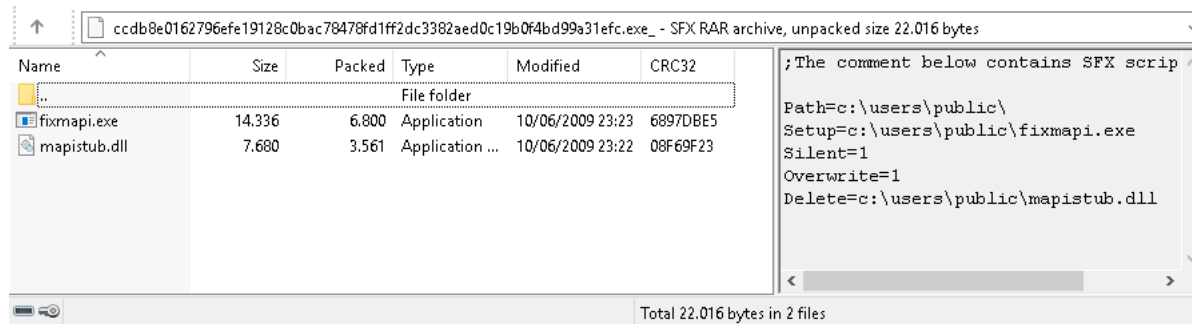 ccdb8e0162796efe19128c0bac78478fd1ff2dc3382aed0c19b0f4bd99a31efc.exe_ - SFX RAR archive, unpacked size 22.016 bytes
Name Size Packed Type Modified CRC32
.. File folder
fixmapi.exe 14.336 6.800 Application 10/06/2009 23:23 6897DBE5
mapistub.dll 7.680 3.561 Application ... 10/06/2009 23:22 08F69F23
;The comment below contains SFX scrip
Path=c:\users\public\
Setup=c:\users\public\fixmapi.exe
Silent=1
Overwrite=1
Delete=c:\users\public\mapistub.dll
Total 22.016 bytes in 2 files